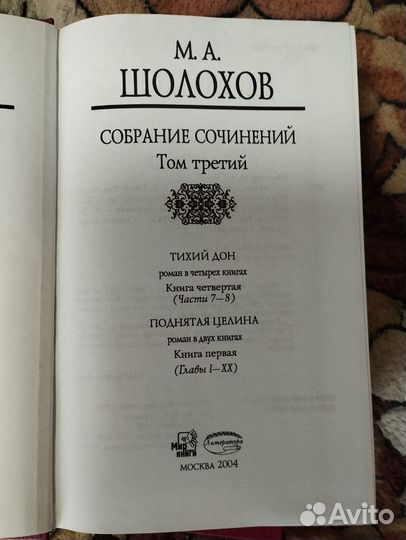 М. А.
ШОЛОХОВ
СОБРАНИЕ СОЧИНЕНИЙ
Том третий
ТИХИЙ ДОН
роман в четырех книгах
Книга четвертая
(Части 7—8)
ПОДНЯТАЯ ЦЕЛИНА
роман в двух книгах
Книга первая
(Главы I—XX)
Мир книги
Литература
МОСКВА 2004
Avito